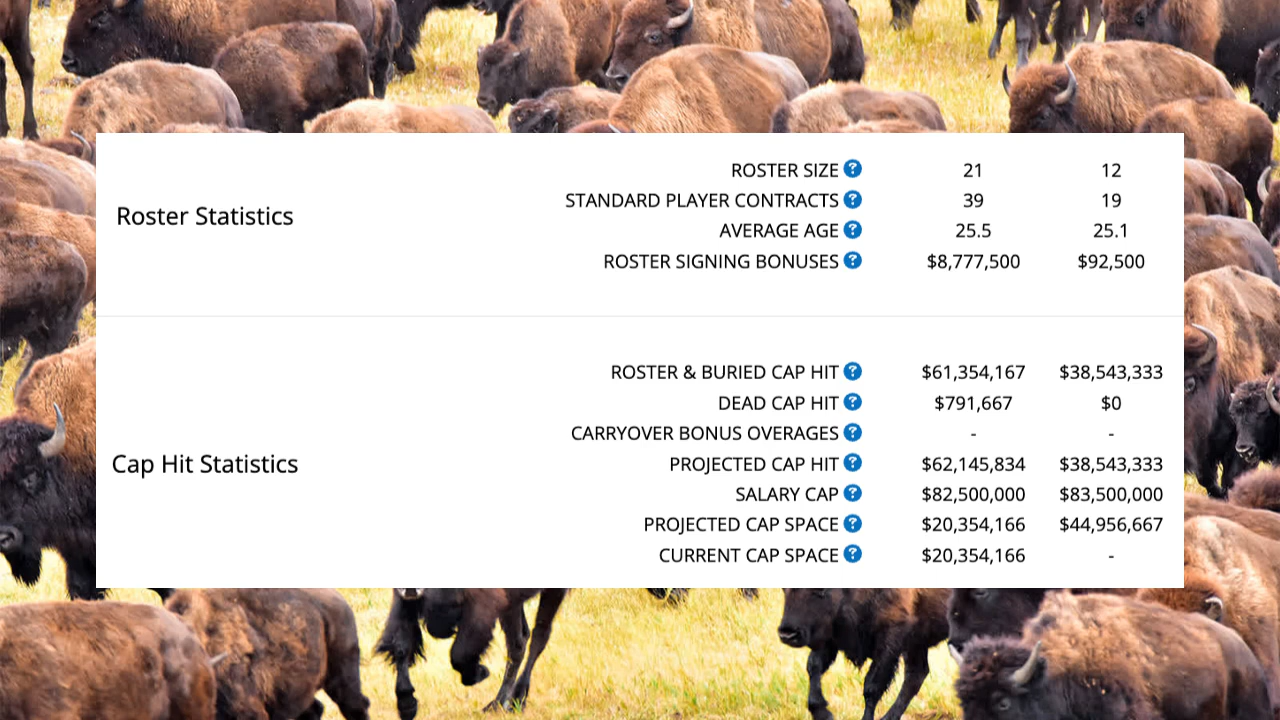 Roster Statistics
ROSTER SIZE ? 21 12
STANDARD PLAYER CONTRACTS ? 39 19
AVERAGE AGE ? 25.5 25.1
ROSTER SIGNING BONUSES ? $8,777,500 $92,500
Cap Hit Statistics
ROSTER & BURIED CAP HIT ? $61,354,167 $38,543,333
DEAD CAP HIT ? $791,667 $0
CARRYOVER BONUS OVERAGES ? - -
PROJECTED CAP HIT ? $62,145,834 $38,543,333
SALARY CAP ? $82,500,000 $83,500,000
PROJECTED CAP SPACE ? $20,354,166 $44,956,667
CURRENT CAP SPACE ? $20,354,166 -